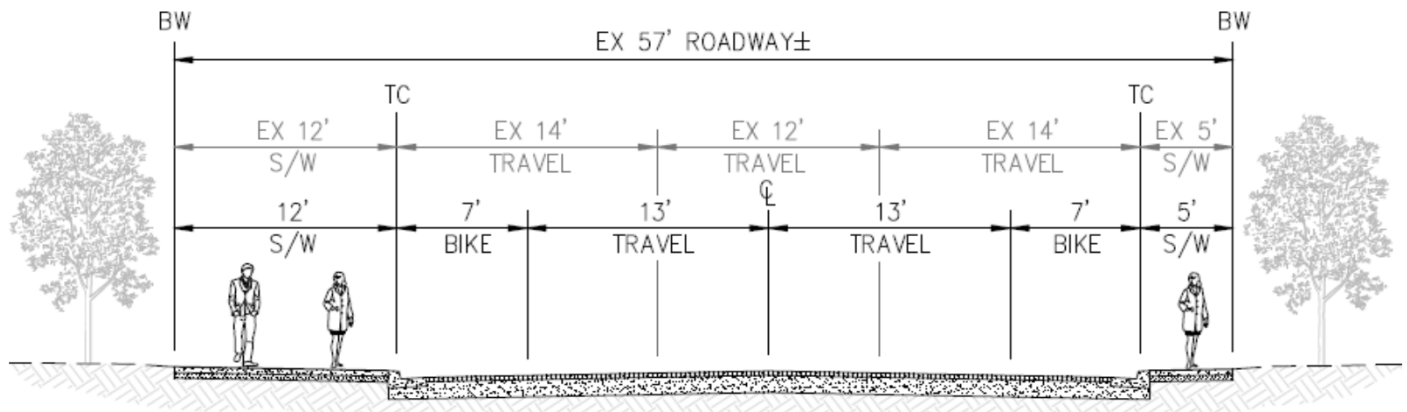 BW BW
EX 57' ROADWAY±
TC TC
EX 12' EX 14' EX 12' EX 14' EX 5'
S/W TRAVEL TRAVEL TRAVEL S/W
℄
12' 7' 13' 13' 7' 5'
S/W BIKE TRAVEL TRAVEL BIKE S/W